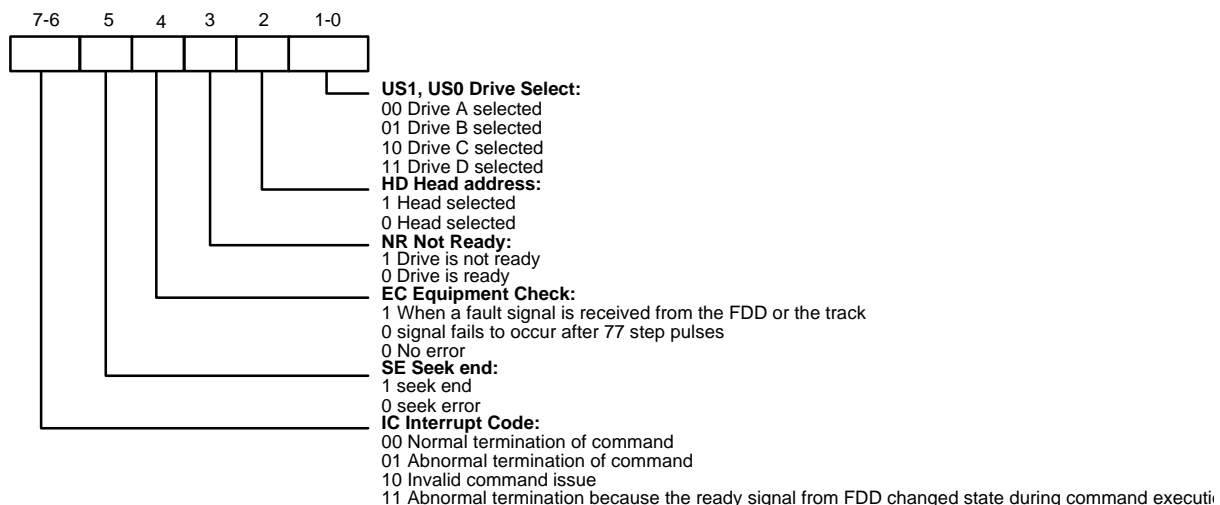 7-6 5 4 3 2 1-0
US1, US0 Drive Select:
00 Drive A selected
01 Drive B selected
10 Drive C selected
11 Drive D selected
HD Head address:
1 Head selected
0 Head selected
NR Not Ready:
1 Drive is not ready
0 Drive is ready
EC Equipment Check:
1 When a fault signal is received from the FDD or the track
0 signal fails to occur after 77 step pulses
0 No error
SE Seek end:
1 seek end
0 seek error
IC Interrupt Code:
00 Normal termination of command
01 Abnormal termination of command
10 Invalid command issue
11 Abnormal termination because the ready signal from FDD changed state during command executi